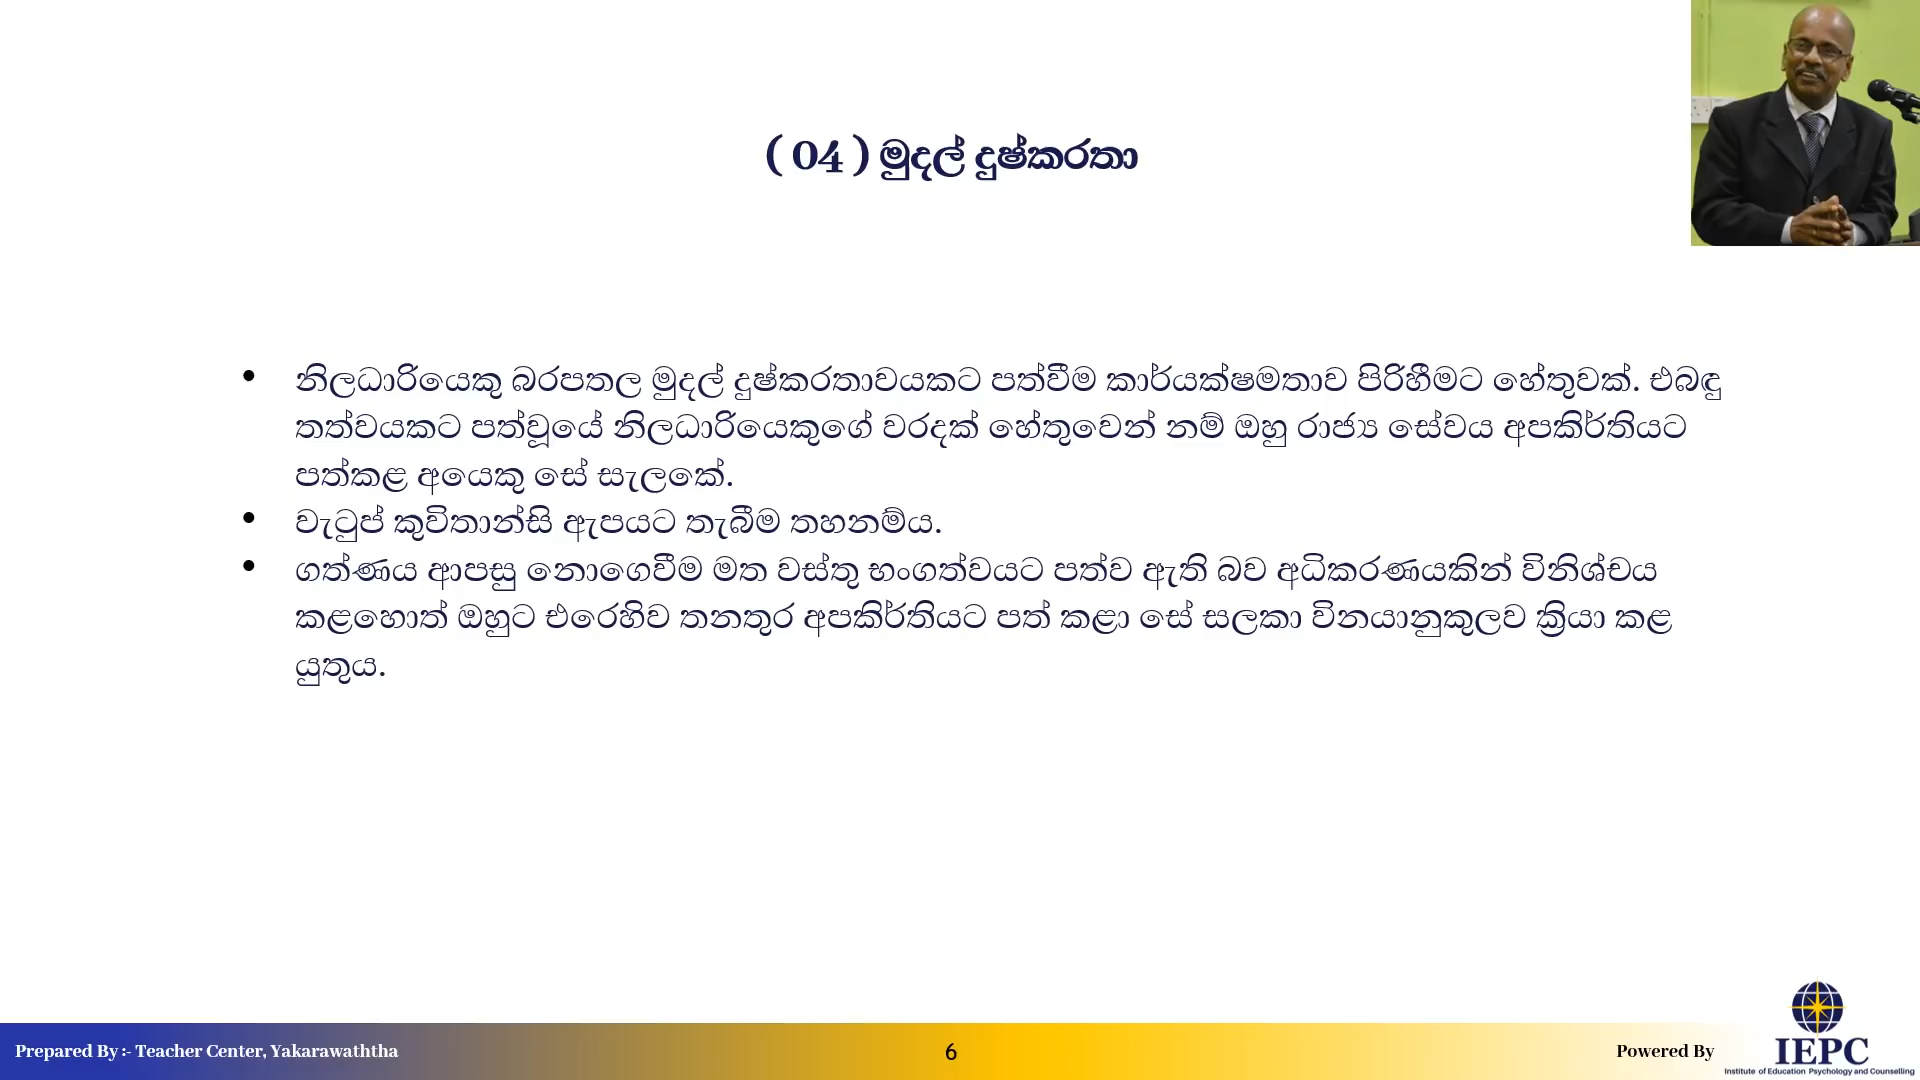 ( 04 ) මුදල් දුෂ්කරතා
• නිලධාරියෙකු බරපතල මුදල් දුෂ්කරතාවයකට පත්වීම කාර්යක්ෂමතාව පිරිහීමට හේතුවක්. එබඳු
තත්වයකට පත්වූයේ නිලධාරියෙකුගේ වරදක් හේතුවෙන් නම් ඔහු රාජ්‍ය සේවය අපකිර්තියට
පත්කළ අයෙකු සේ සැලකේ.
• වැටුප් කුවිතාන්සි ඇපයට තැබීම තහනම්ය.
• ගත්ණය ආපසු නොගෙවීම මත වස්තු භංගත්වයට පත්ව ඇති බව අධිකරණයකින් විනිශ්චය
කළහොත් ඔහුට එරෙහිව තනතුර අපකිර්තියට පත් කළා සේ සලකා විනයානුකුලව ක්‍රියා කළ
යුතුය.
Prepared By :- Teacher Center, Yakarawaththa
6
Powered By
IEPC
Institute of Education Psychology and Counselling